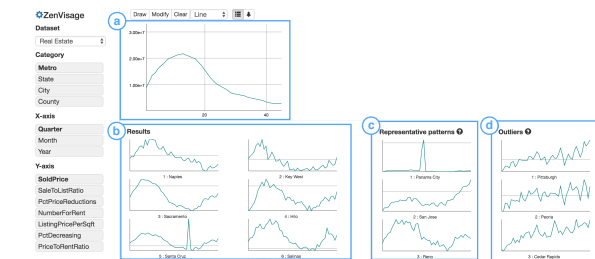 ZenVisage
Dataset
Real Estate
Category
Metro
State
City
County
X-axis
Quarter
Month
Year
Y-axis
SoldPrice
SaleToListRatio
PctPriceReductions
NumberForRent
ListingPricePerSqft
PctDecreasing
PriceToRentRatio
a
Draw Modify Clear Line
3.00e+7
2.00e+7
1.00e+7
20 40
b
Results
1 : Naples 2 : Key West
3 : Sacramento 4 : Hilo
5 : Santa Cruz 6 : Salinas
c
Representative patterns ?
1 : Panama City
2 : San Jose
3 : Reno
d
Outliers ?
1 : Pittsburgh
2 : Peoria
3 : Cedar Rapids